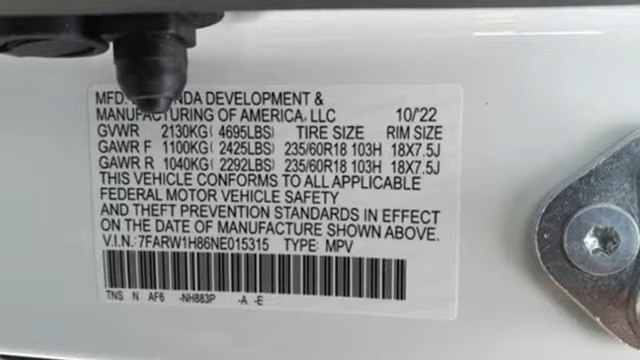 MFD. NDA DEVELOPMENT &
MANUFACTURING OF AMERICA, LLC 10/'22
GVWR 2130KG( 4695LBS) TIRE SIZE RIM SIZE
GAWR F 1100KG( 2425LBS) 235/60R18 103H 18X7.5J
GAWR R 1040KG( 2292LBS) 235/60R18 103H 18X7.5J
THIS VEHICLE CONFORMS TO ALL APPLICABLE
FEDERAL MOTOR VEHICLE SAFETY
AND THEFT PREVENTION STANDARDS IN EFFECT
ON THE DATE OF MANUFACTURE SHOWN ABOVE.
V.I.N.: 7FARW1H86NE015315 TYPE: MPV
TNS N AF6 -NH883P -A -E